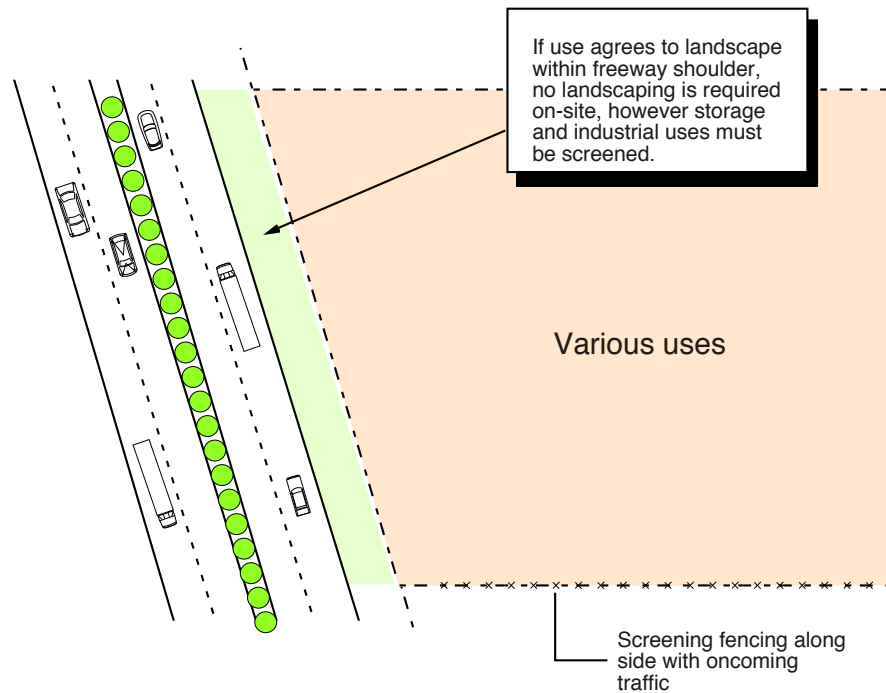 If use agrees to landscape
within freeway shoulder,
no landscaping is required
on-site, however storage
and industrial uses must
be screened.
Various uses
Screening fencing along
side with oncoming
traffic